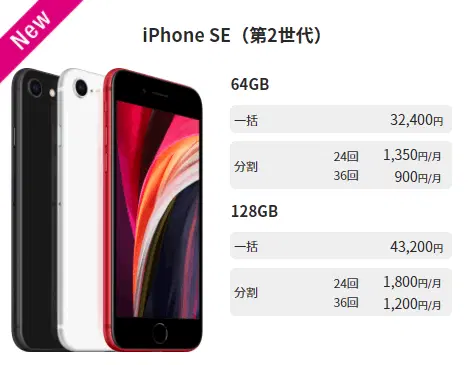 New
iPhone SE（第2世代）
64GB
一括 32,400円
分割 24回 1,350円/月
36回 900円/月
128GB
一括 43,200円
分割 24回 1,800円/月
36回 1,200円/月